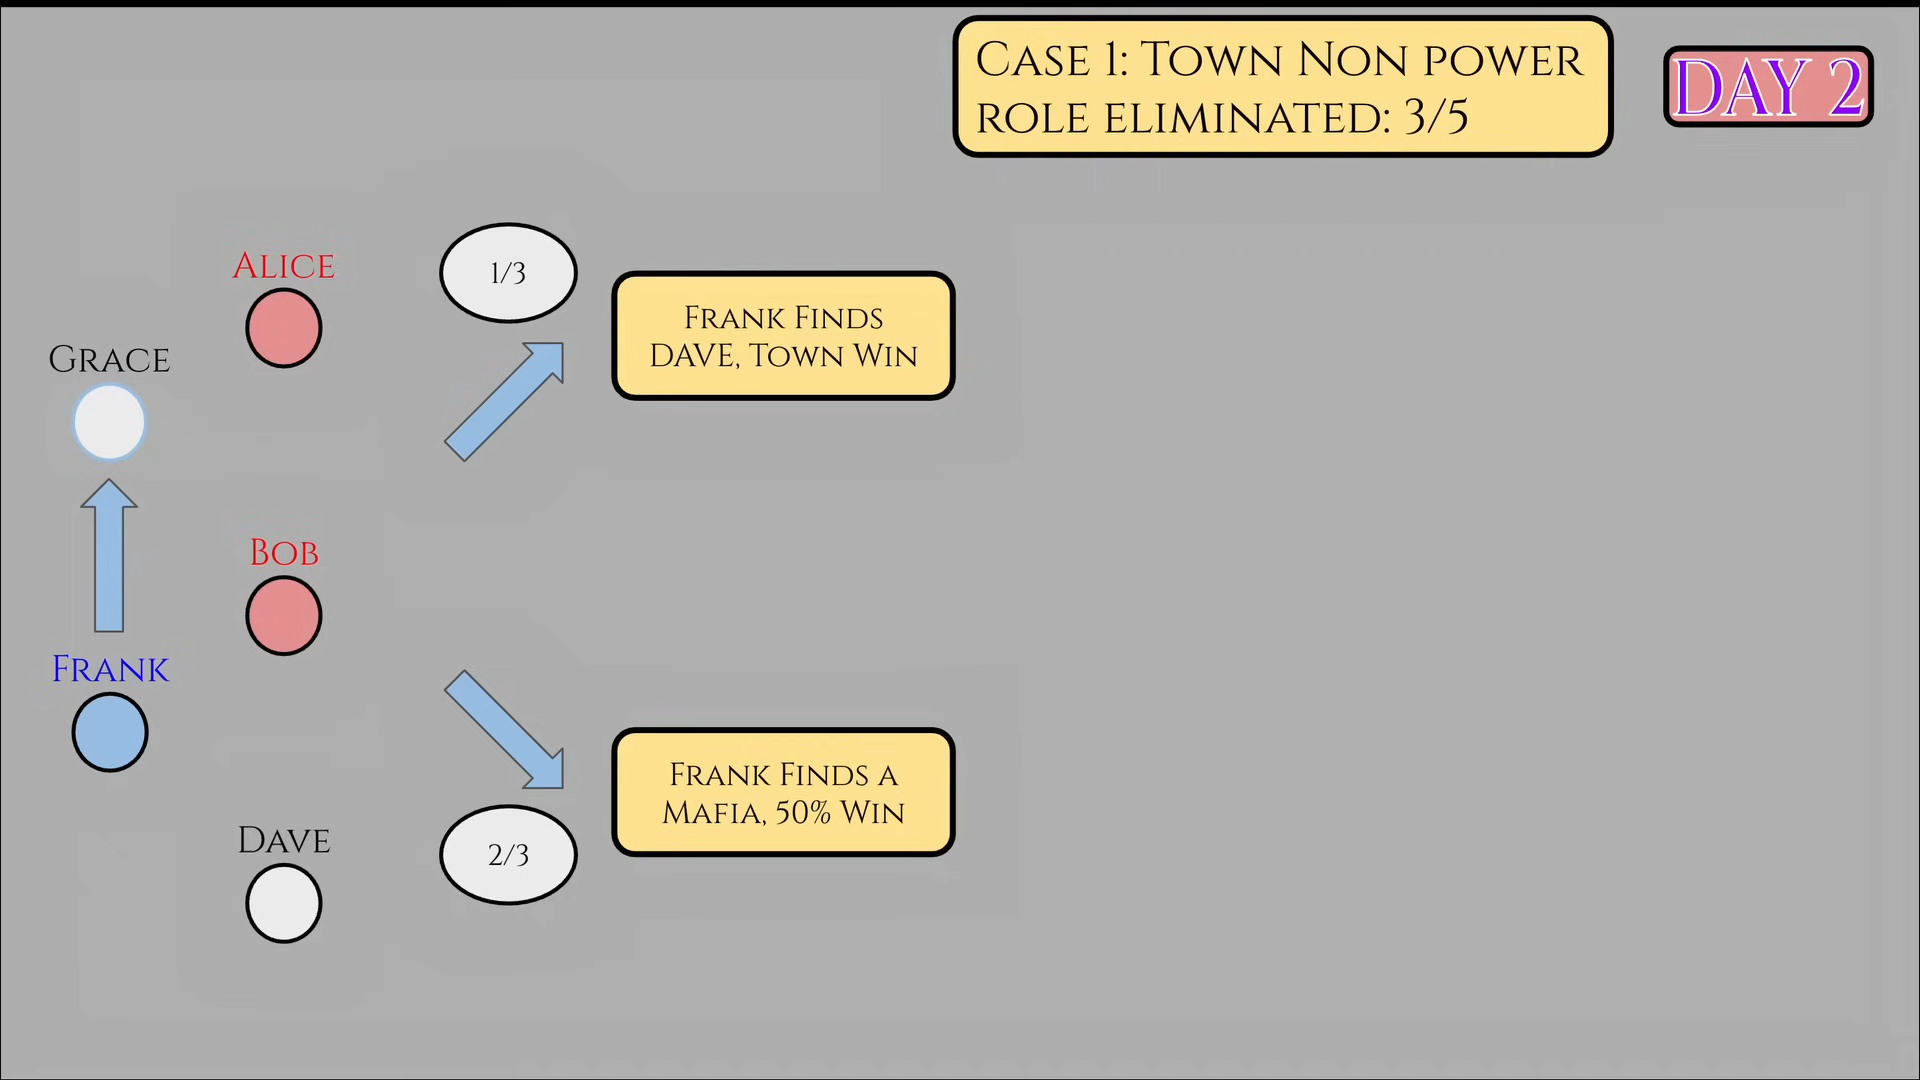 Case 1: Town Non power
role eliminated: 3/5
DAY 2
Alice
1/3
Frank Finds
DAVE, Town Win
Grace
Bob
Frank
Frank Finds a
Mafia, 50% Win
Dave
2/3